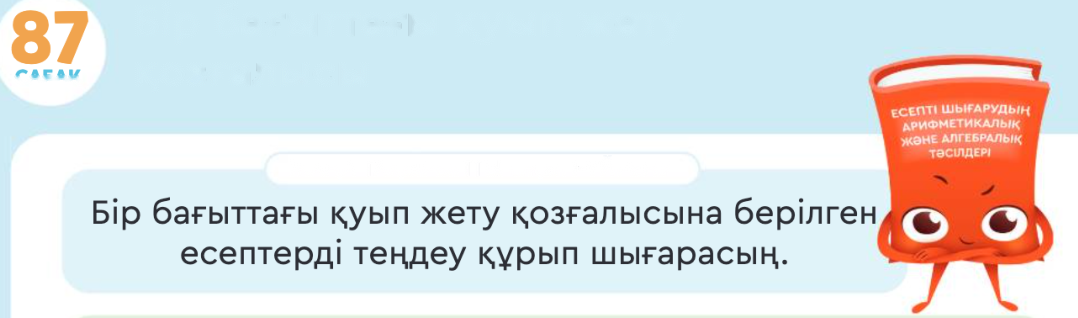 87
САБАҚ
ЕСЕПТІ ШЫҒАРУДЫҢ
АРИФМЕТИКАЛЫҚ
ЖӘНЕ АЛГЕБРАЛЫҚ
ТӘСІЛДЕРІ
Бір бағыттағы қуып жету қозғалысына берілген
есептерді теңдеу құрып шығарасың.